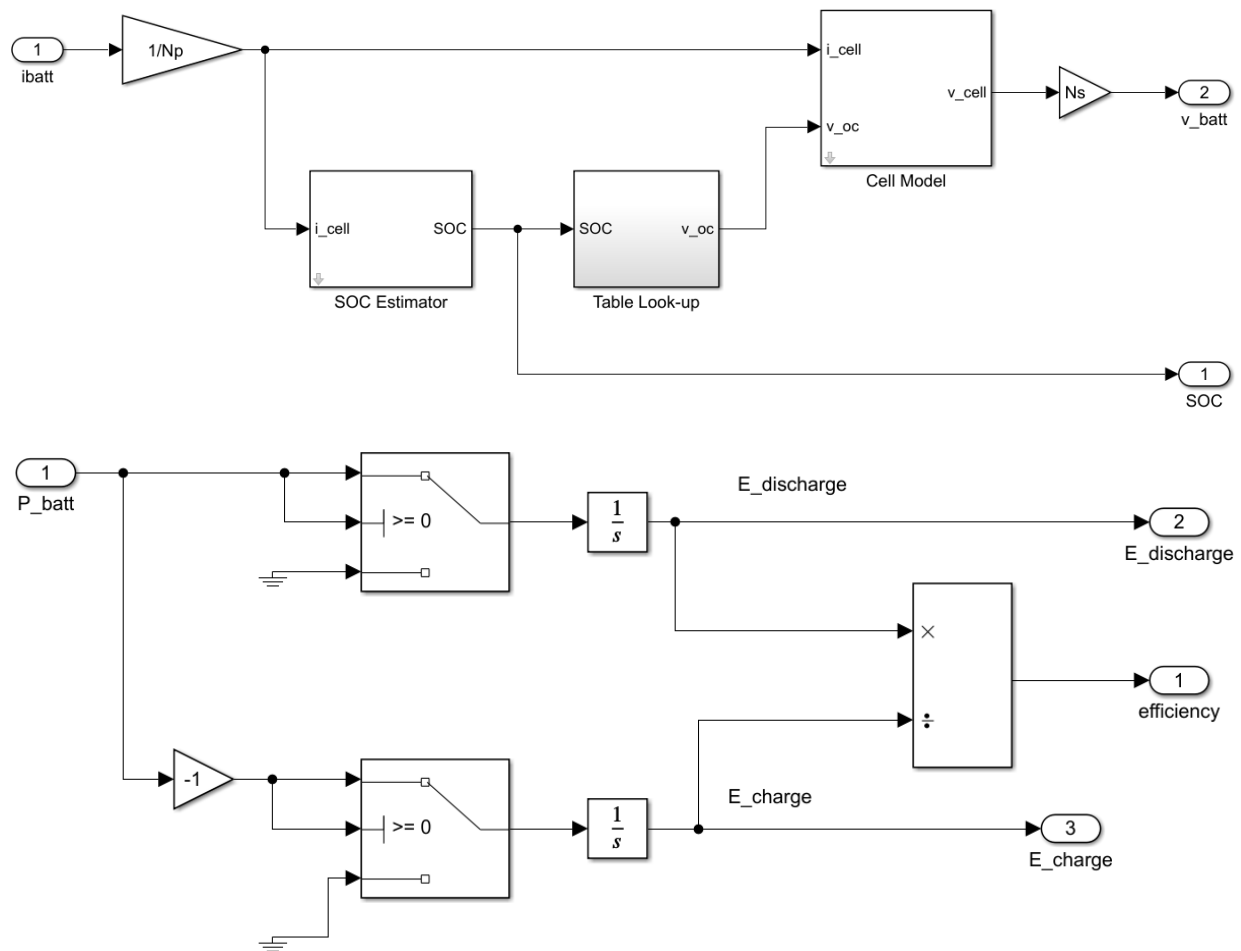 1
ibatt
1/Np
i_cell
v_oc
v_cell
Cell Model
Ns
2
v_batt
i_cell
SOC
SOC Estimator
SOC
v_oc
Table Look-up
1
SOC
1
P_batt
>= 0
1
s
E_discharge
2
E_discharge
×
÷
1
efficiency
-1
>= 0
1
s
E_charge
3
E_charge